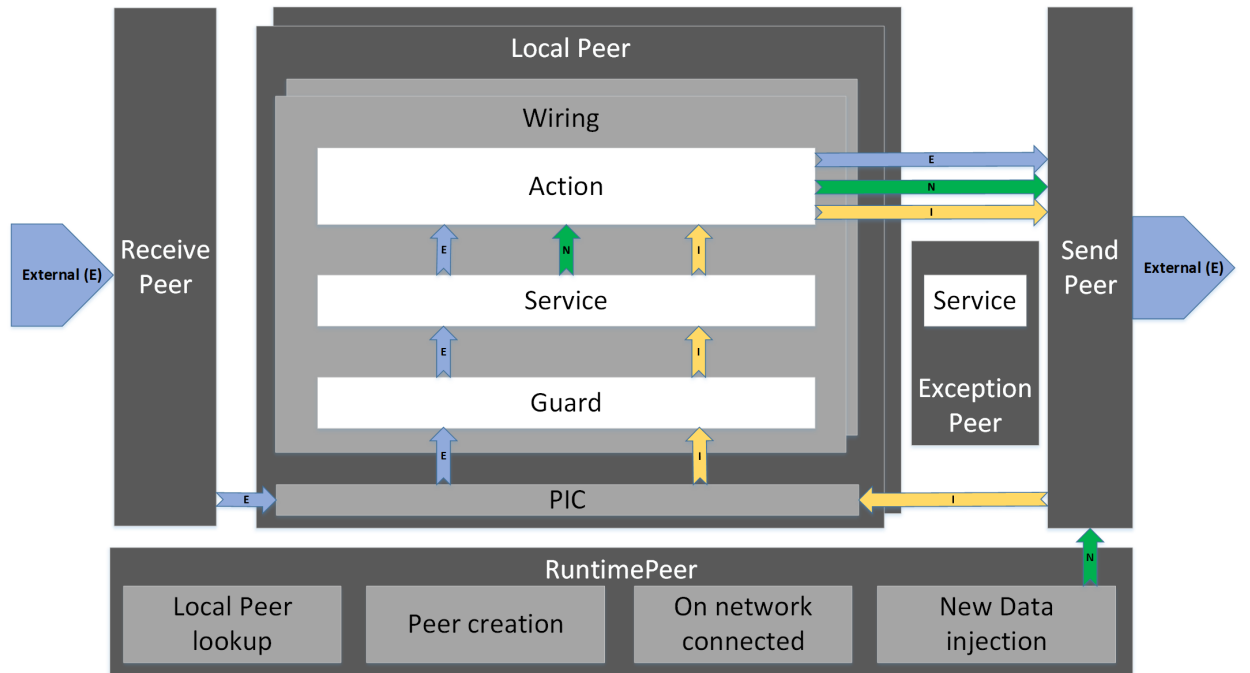 Local Peer
Wiring
Action
E
N
I
E
N
I
Receive
Peer
External (E)
Send
Peer
External (E)
Service
Service
Exception
Peer
E
I
Guard
E
I
PIC
E
I
N
RuntimePeer
Local Peer
lookup
Peer creation
On network
connected
New Data
injection